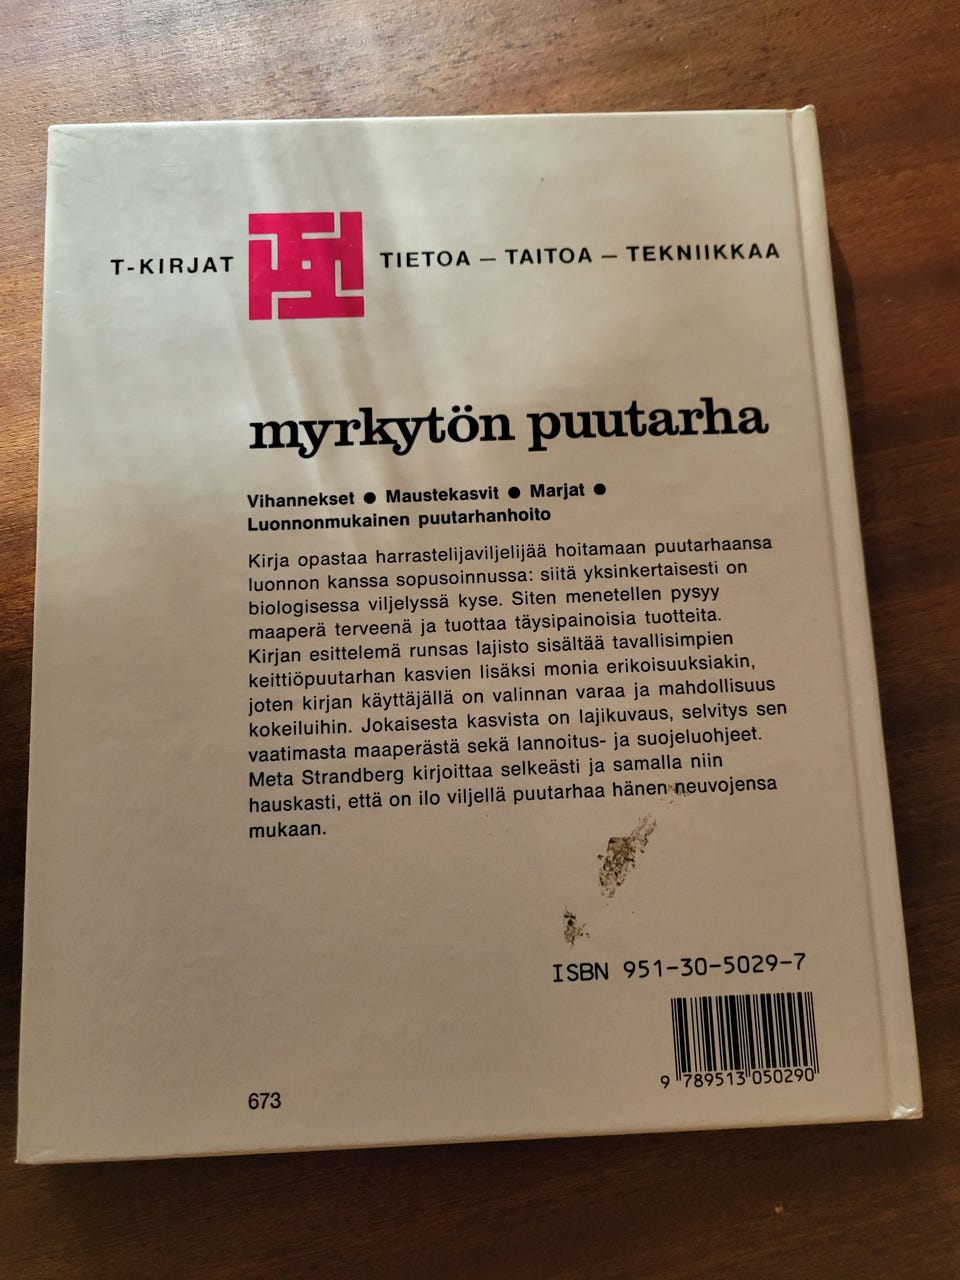 T-KIRJAT TIETOA – TAITOA – TEKNIIKKAA
myrkytön puutarha
Vihannekset ● Maustekasvit ● Marjat ●
Luonnonmukainen puutarhanhoito
Kirja opastaa harrastelijaviljelijää hoitamaan puutarhaansa
luonnon kanssa sopusoinnussa: siitä yksinkertaisesti on
biologisessa viljelyssä kyse. Siten menetellen pysyy
maaperä terveenä ja tuottaa täysipainoisia tuotteita.
Kirjan esittelemä runsas lajisto sisältää tavallisimpien
keittiöpuutarhan kasvien lisäksi monia erikoisuuksiakin,
joten kirjan käyttäjällä on valinnan varaa ja mahdollisuus
kokeiluihin. Jokaisesta kasvista on lajikuvaus, selvitys sen
vaatimasta maaperästä sekä lannoitus- ja suojeluohjeet.
Meta Strandberg kirjoittaa selkeästi ja samalla niin
hauskasti, että on ilo viljellä puutarhaa hänen neuvojensa
mukaan.
ISBN 951-30-5029-7
9 789513 050290
673